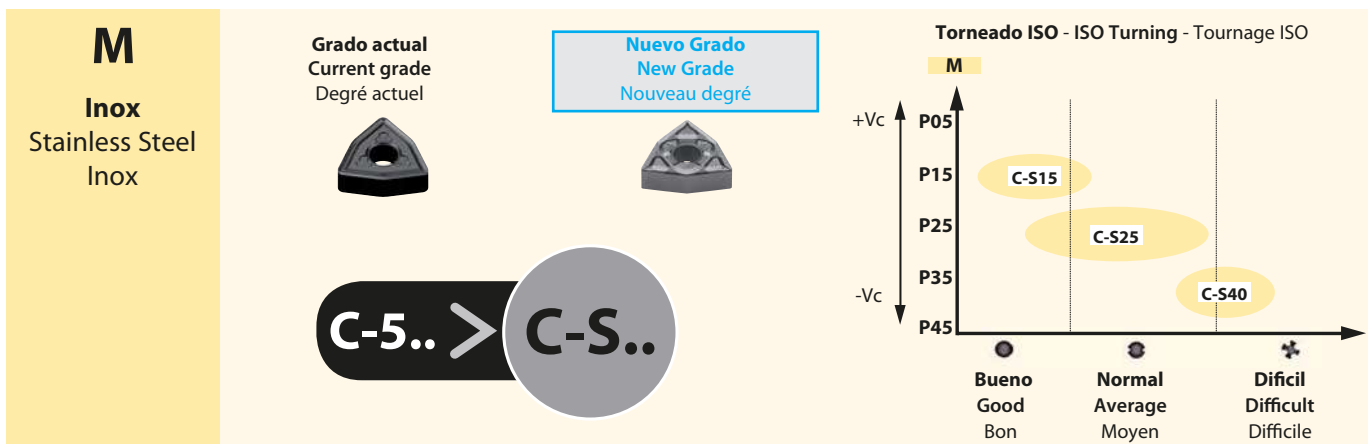 M
Inox
Stainless Steel
Inox
Grado actual
Current grade
Degré actuel
Nuevo Grado
New Grade
Nouveau degré
C-5.. > C-S..
Torneado ISO - ISO Turning - Tournage ISO
M
+Vc
P05
P15
C-S15
P25
C-S25
P35
-Vc
C-S40
P45
Bueno
Good
Bon
Normal
Average
Moyen
Dificil
Difficult
Difficile